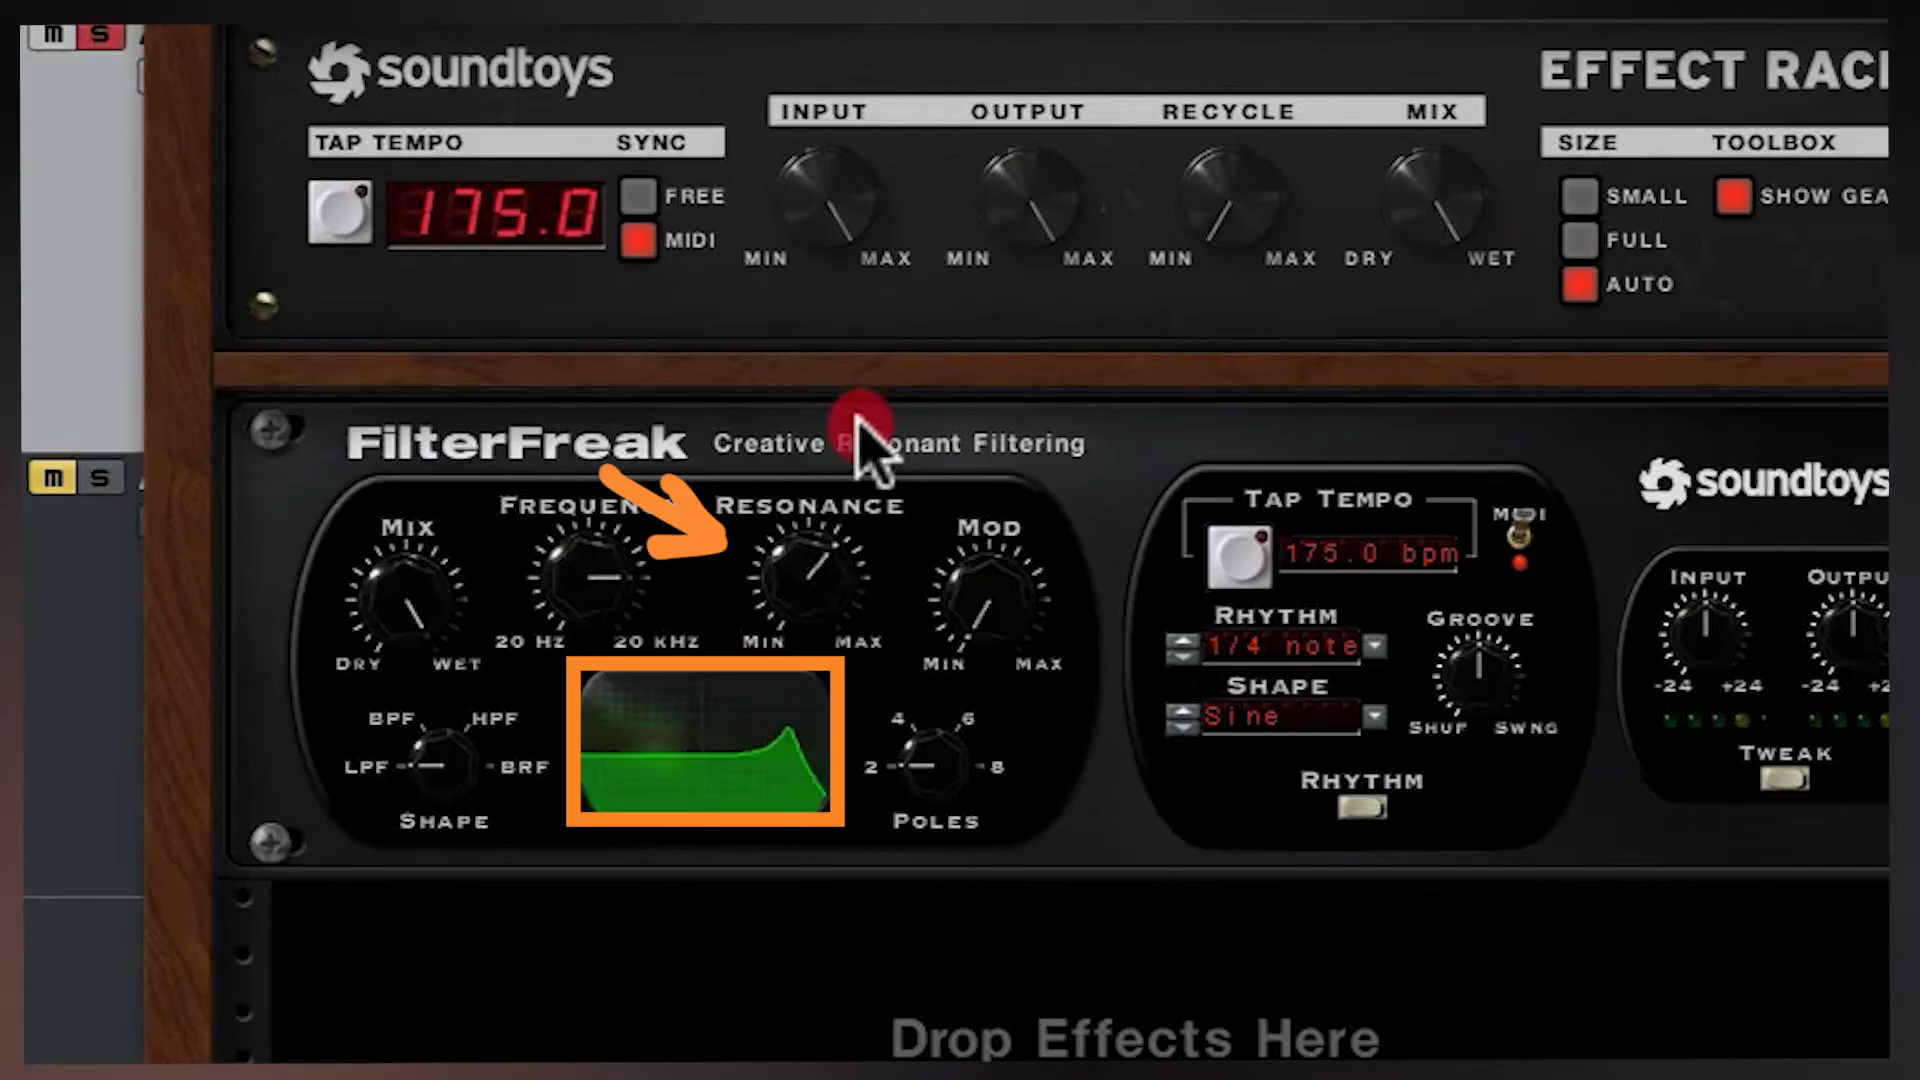 M S
soundtoys
EFFECT RAC
INPUT OUTPUT RECYCLE MIX
TAP TEMPO SYNC
SIZE TOOLBOX
175.0
FREE
MIDI
SMALL
SHOW GEA
FULL
AUTO
MIN MAX MIN MAX MIN MAX DRY WET
FilterFreak Creative Resonant Filtering
M S
soundtoys
MIX
FREQUEN
RESONANCE
MOD
20 HZ 20 KHZ
MIN MAX
DRY WET
MIN MAX
BPF HPF
LPF BRF
SHAPE
4 6
2 8
POLES
TAP TEMPO
MIDI
175.0 bpm
RHYTHM
1/4 note
GROOVE
SHAPE
Sine
SHUF SWNG
RHYTHM
INPUT OUTPU
-24 +24 -24 +2
TWEAK
Drop Effects Here